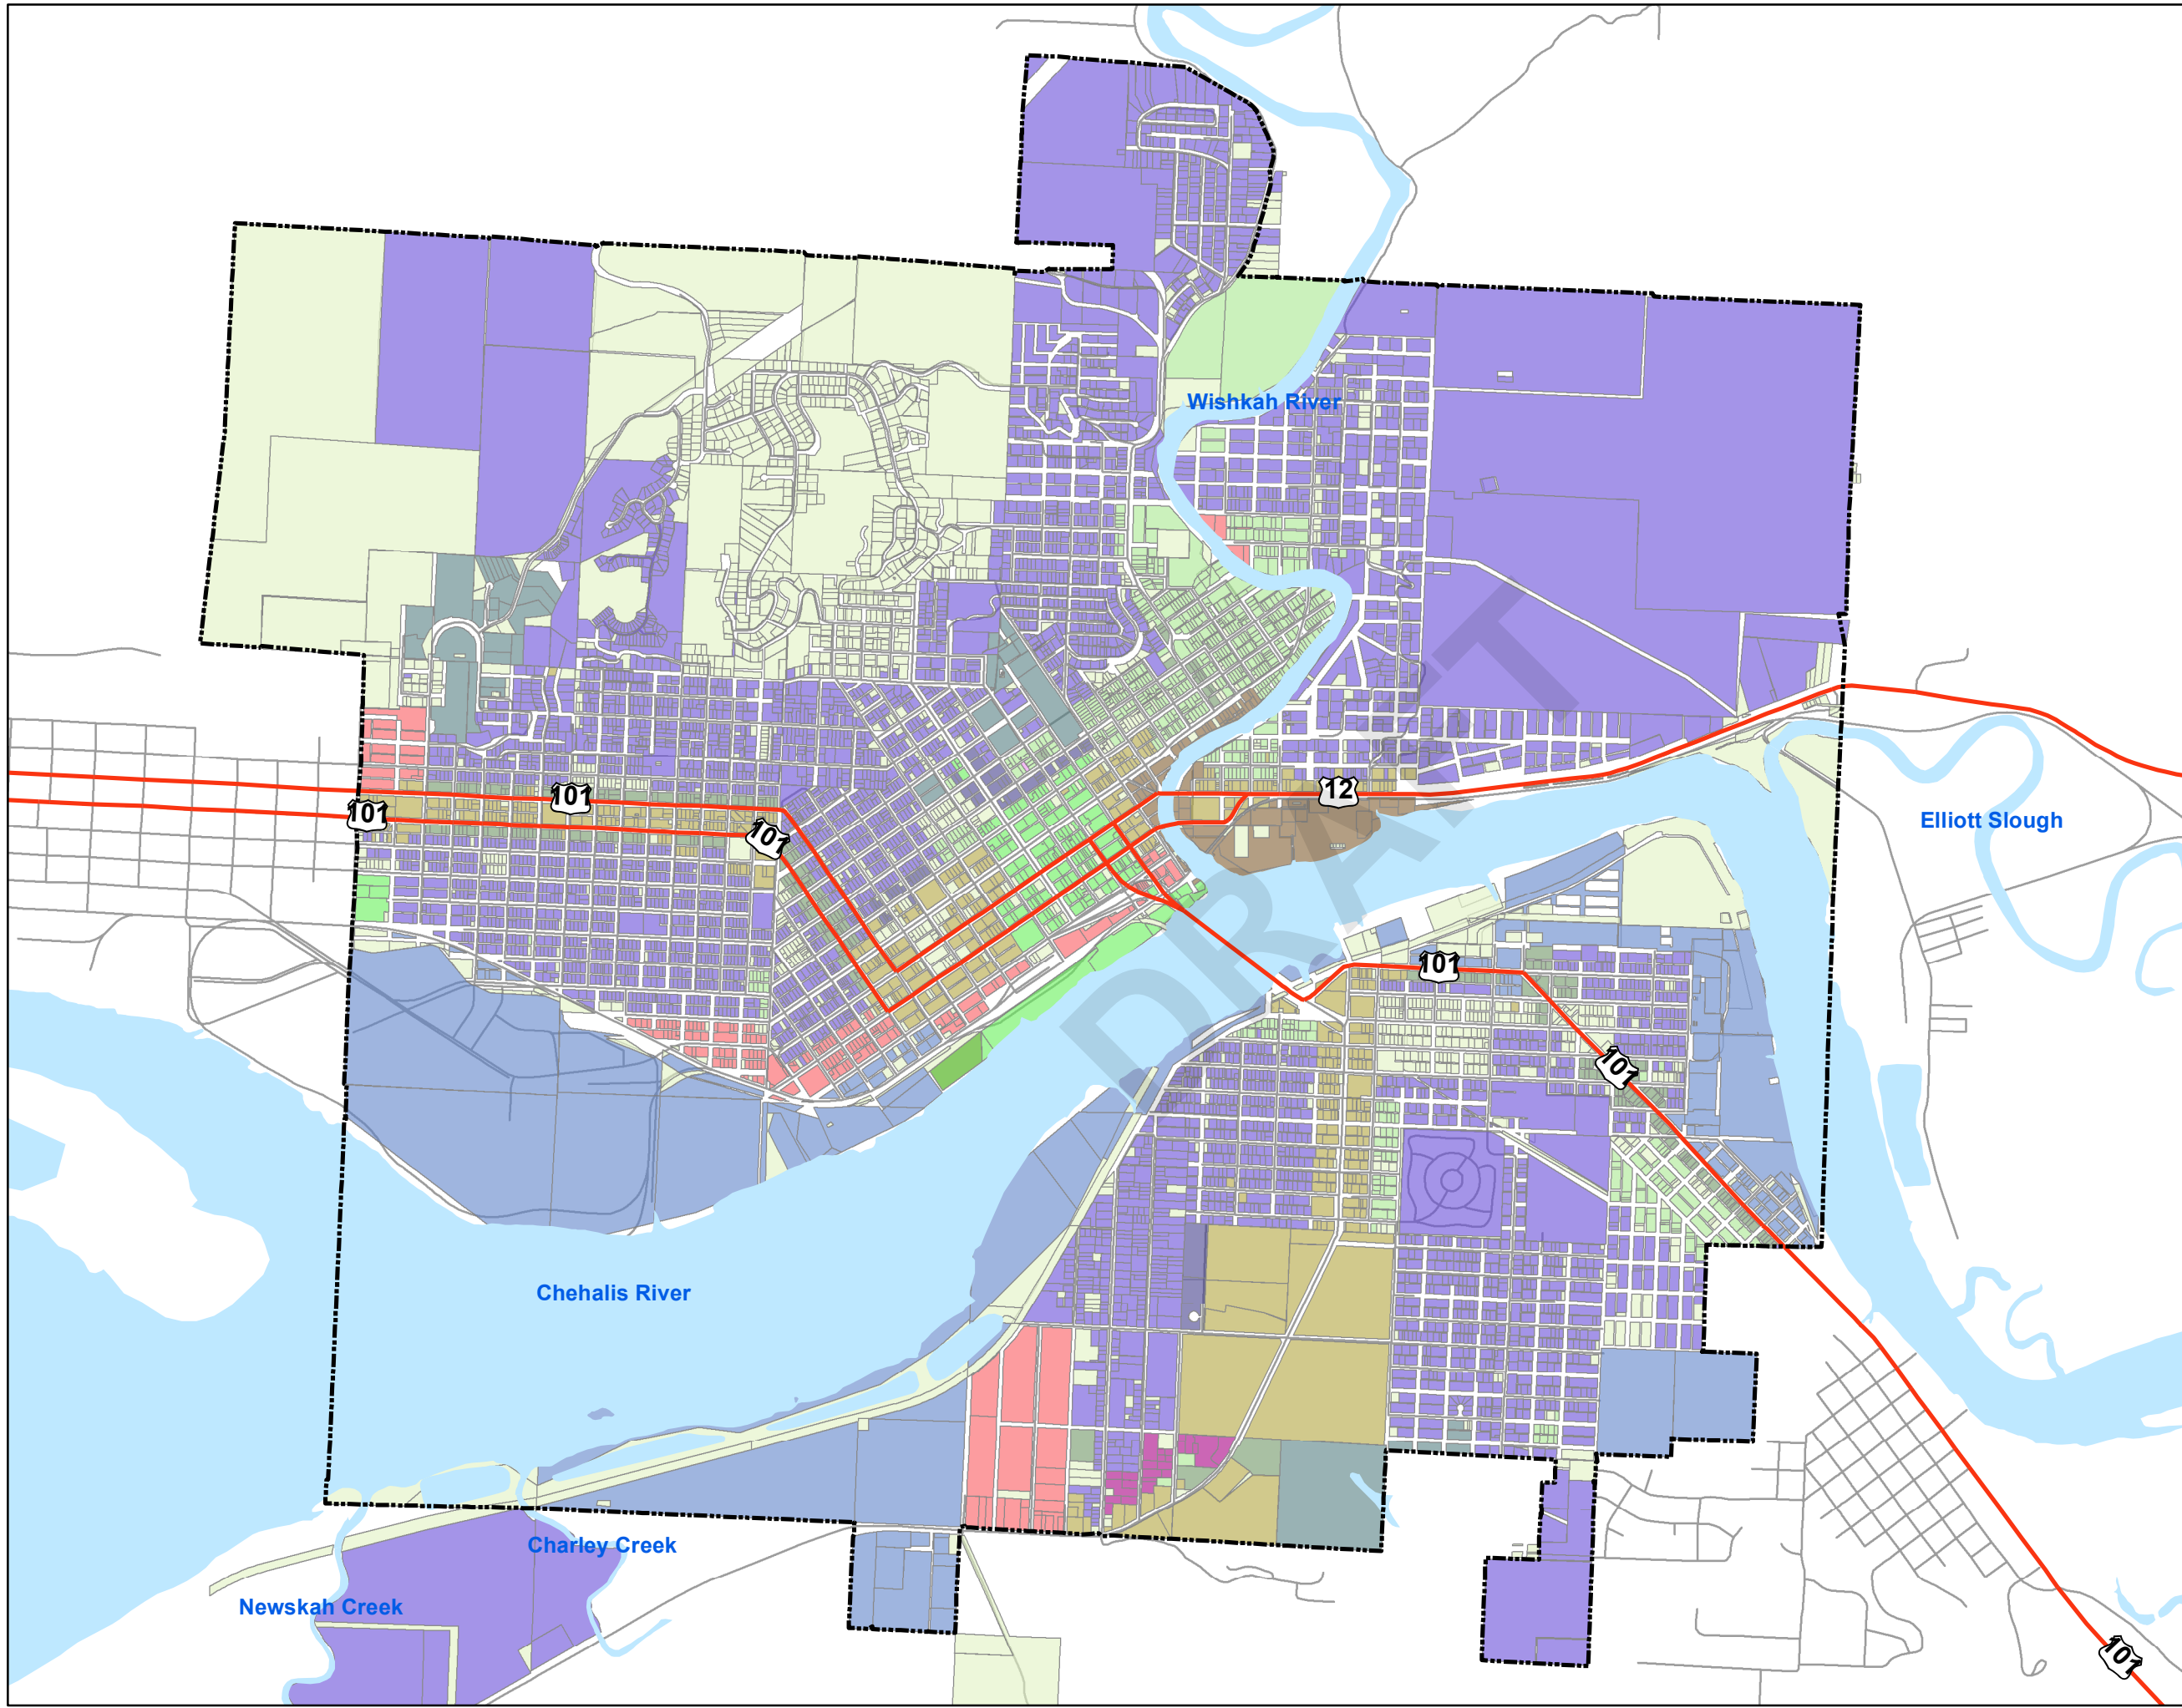 Wishkah River
101
12
101
101
Elliott Slough
DRAFT
101
101
Chehalis River
Charley Creek
Newskah Creek
101